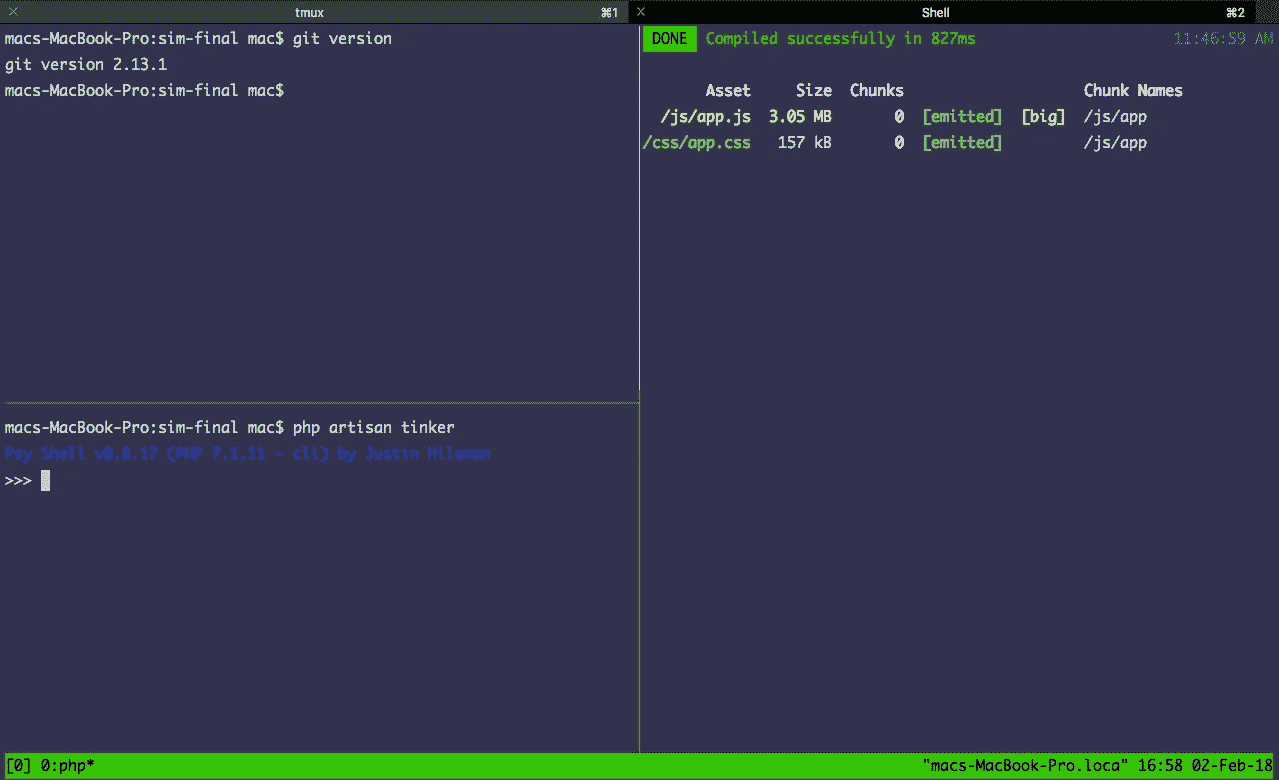 tmux ⌘1
Shell ⌘2
macs-MacBook-Pro:sim-final mac$ git version
git version 2.13.1
macs-MacBook-Pro:sim-final mac$
DONE Compiled successfully in 827ms 11:46:59 AM
Asset Size Chunks Chunk Names
/js/app.js 3.05 MB 0 [emitted] [big] /js/app
/css/app.css 157 kB 0 [emitted] /js/app
macs-MacBook-Pro:sim-final mac$ php artisan tinker
Psy Shell v0.8.17 (PHP 7.1.11 - cli) by Justin Hileman
>>>
[0] 0:php* "macs-MacBook-Pro.loca" 16:58 02-Feb-18